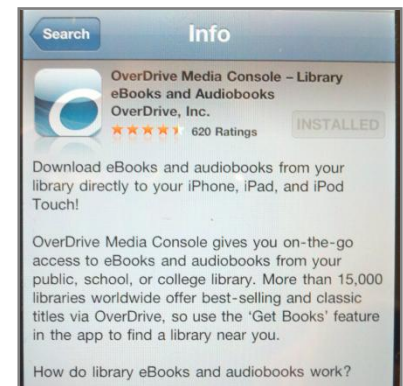 Search
Info
OverDrive Media Console – Library
eBooks and Audiobooks
OverDrive, Inc.
620 Ratings
INSTALLED
Download eBooks and audiobooks from your
library directly to your iPhone, iPad, and iPod
Touch!
OverDrive Media Console gives you on-the-go
access to eBooks and audiobooks from your
public, school, or college library. More than 15,000
libraries worldwide offer best-selling and classic
titles via OverDrive, so use the 'Get Books' feature
in the app to find a library near you.
How do library eBooks and audiobooks work?